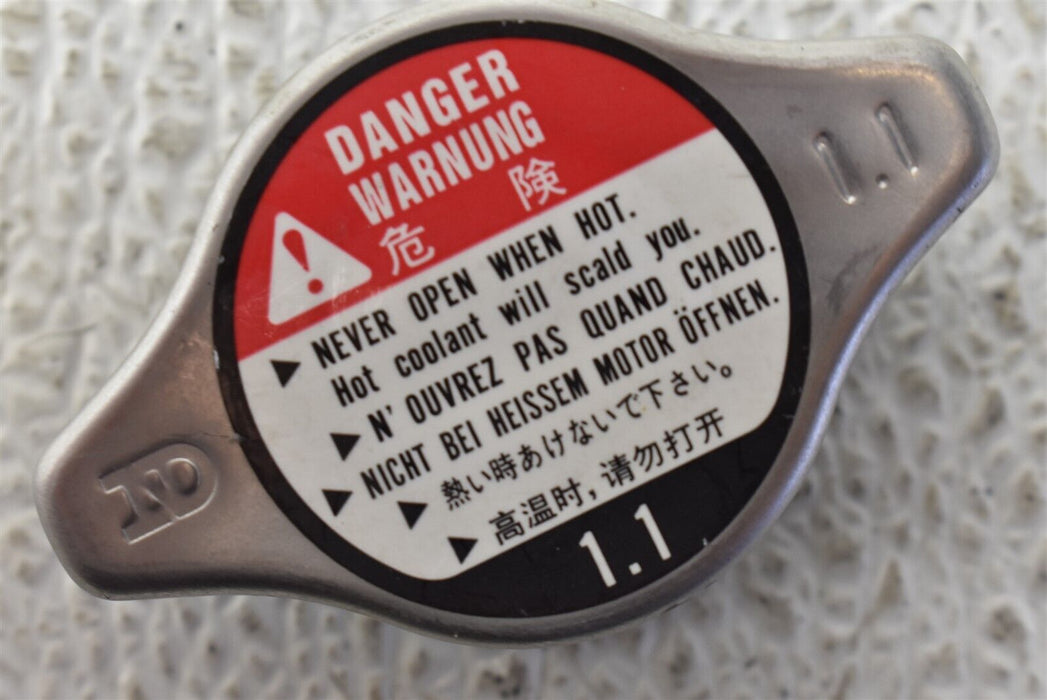 DANGER
WARNUNG
危 険
NEVER OPEN WHEN HOT.
Hot coolant will scald you.
N' OUVREZ PAS QUAND CHAUD.
NICHT BEI HEISSEM MOTOR ÖFFNEN.
熱い時あけないで下さい。
高温时，请勿打开
1.1
1.1
ND